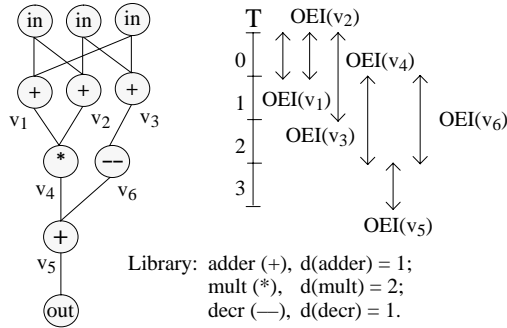 in in in
T
OEI(v2)
0
+ + +
OEI(v4)
1
OEI(v1)
v1 v2 v3
OEI(v3)
OEI(v6)
2
* --
v4 v6
3
+
OEI(v5)
v5
Library: adder (+), d(adder) = 1;
mult (*), d(mult) = 2;
out
decr (—), d(decr) = 1.